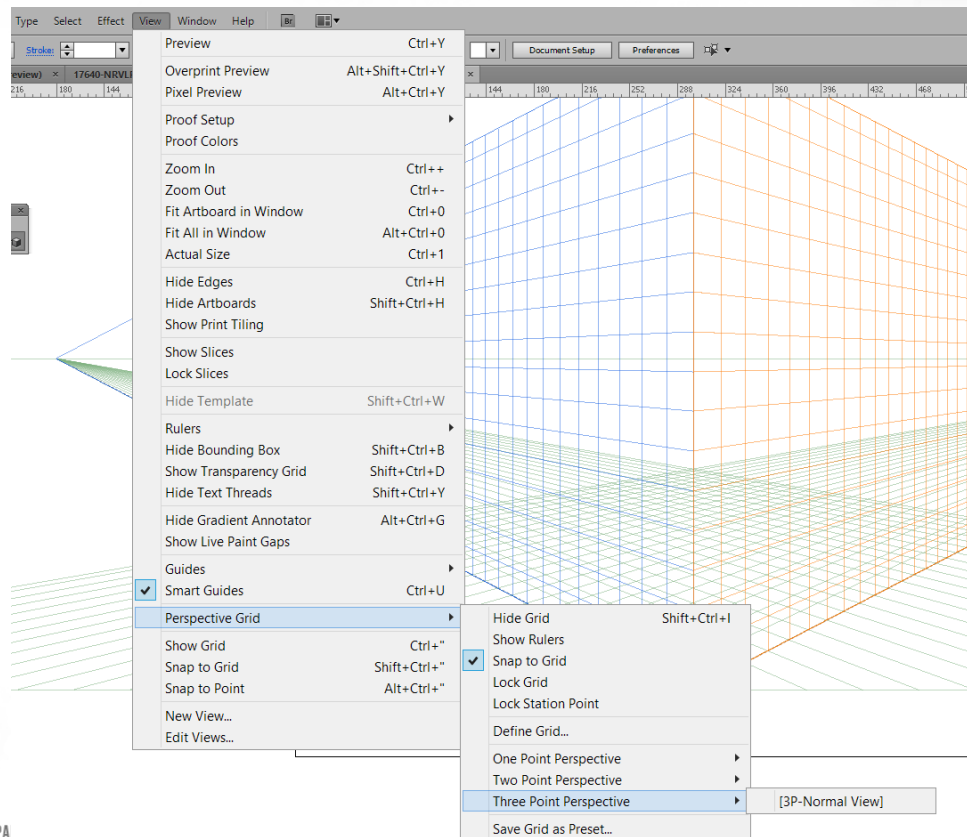 Type Select Effect View Window Help Br
Stroke: Document Setup Preferences
eview) × 17640-NRVLF ×
216 180 144 144 180 216 252 288 324 360 396 432 468
Preview Ctrl+Y
Overprint Preview Alt+Shift+Ctrl+Y
Pixel Preview Alt+Ctrl+Y
Proof Setup
Proof Colors
Zoom In Ctrl++
Zoom Out Ctrl+-
Fit Artboard in Window Ctrl+0
Fit All in Window Alt+Ctrl+0
Actual Size Ctrl+1
Hide Edges Ctrl+H
Hide Artboards Shift+Ctrl+H
Show Print Tiling
Show Slices
Lock Slices
Hide Template Shift+Ctrl+W
Rulers
Hide Bounding Box Shift+Ctrl+B
Show Transparency Grid Shift+Ctrl+D
Hide Text Threads Shift+Ctrl+Y
Hide Gradient Annotator Alt+Ctrl+G
Show Live Paint Gaps
Guides
Smart Guides Ctrl+U
Perspective Grid
Show Grid Ctrl+"
Snap to Grid Shift+Ctrl+"
Snap to Point Alt+Ctrl+"
New View...
Edit Views...
Hide Grid Shift+Ctrl+I
Show Rulers
Snap to Grid
Lock Grid
Lock Station Point
Define Grid...
One Point Perspective
Two Point Perspective
Three Point Perspective [3P-Normal View]
Save Grid as Preset...
PA